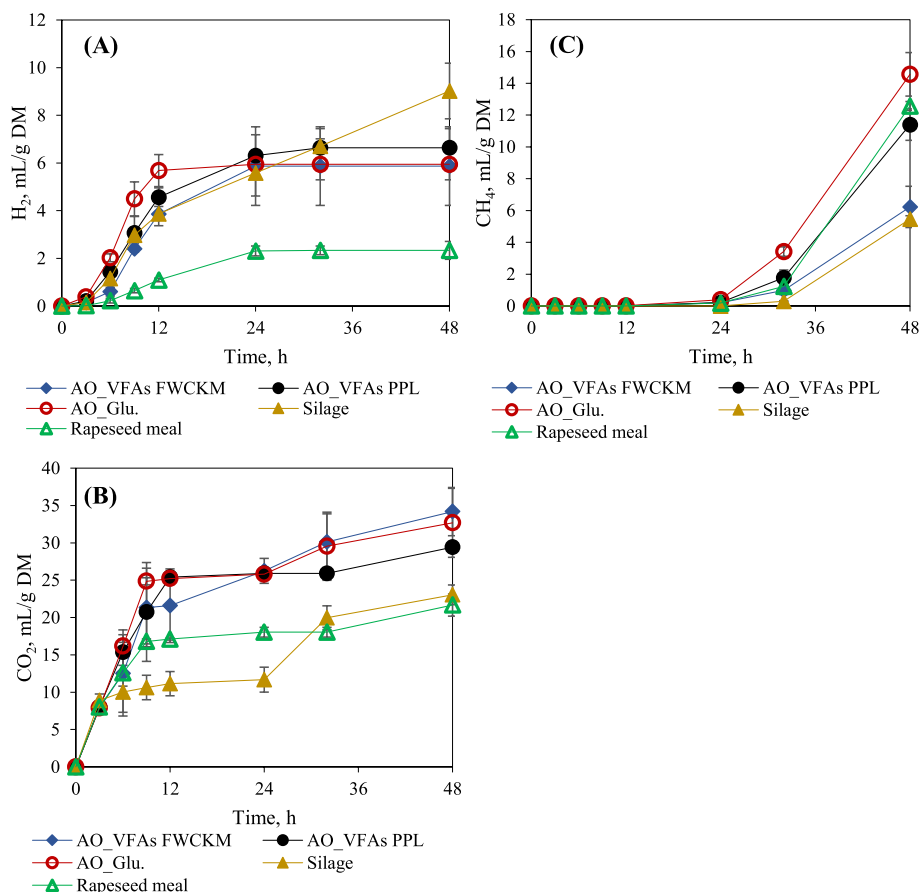 (A)
H₂, mL/g DM
12
10
8
6
4
2
0
0 12 24 36 48
Time, h
AO_VFAs FWCKM AO_VFAs PPL
AO_Glu. Silage
Rapeseed meal
(C)
CH₄, mL/g DM
18
16
14
12
10
8
6
4
2
0
0 12 24 36 48
Time, h
AO_VFAs FWCKM AO_VFAs PPL
AO_Glu. Silage
Rapeseed meal
(B)
CO₂, mL/g DM
40
35
30
25
20
15
10
5
0
0 12 24 36 48
Time, h
AO_VFAs FWCKM AO_VFAs PPL
AO_Glu. Silage
Rapeseed meal